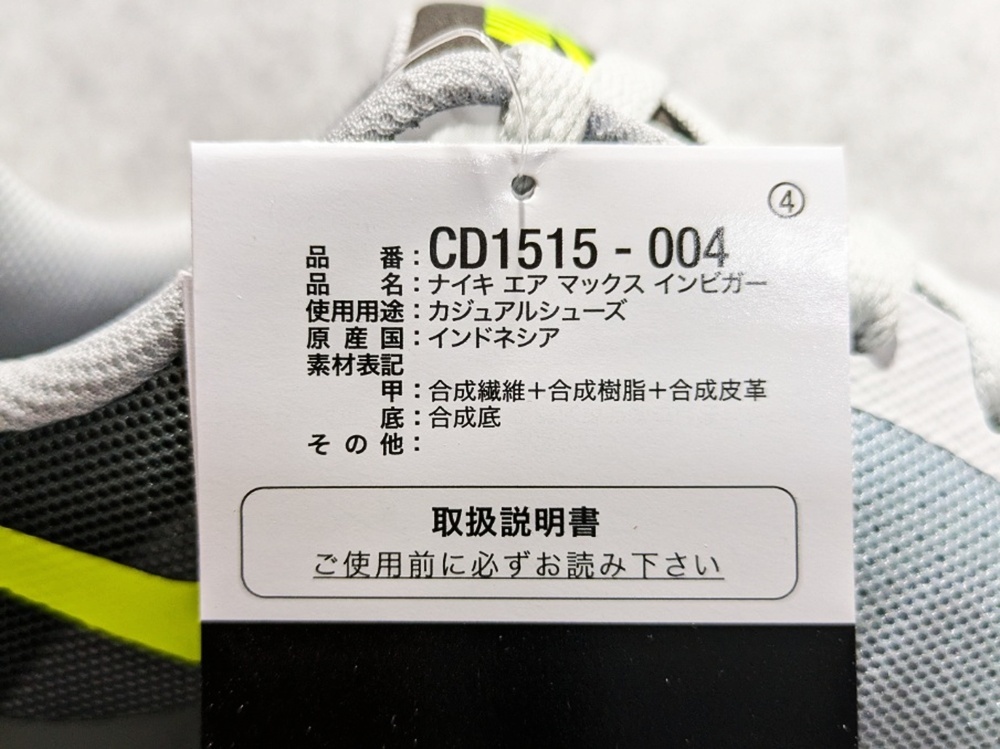 ④
品 番：CD1515 - 004
品 名：ナイキ エア マックス インビガー
使用用途：カジュアルシューズ
原 産 国：インドネシア
素材表記
甲：合成繊維＋合成樹脂＋合成皮革
底：合成底
そ の 他：
取扱説明書
ご使用前に必ずお読み下さい